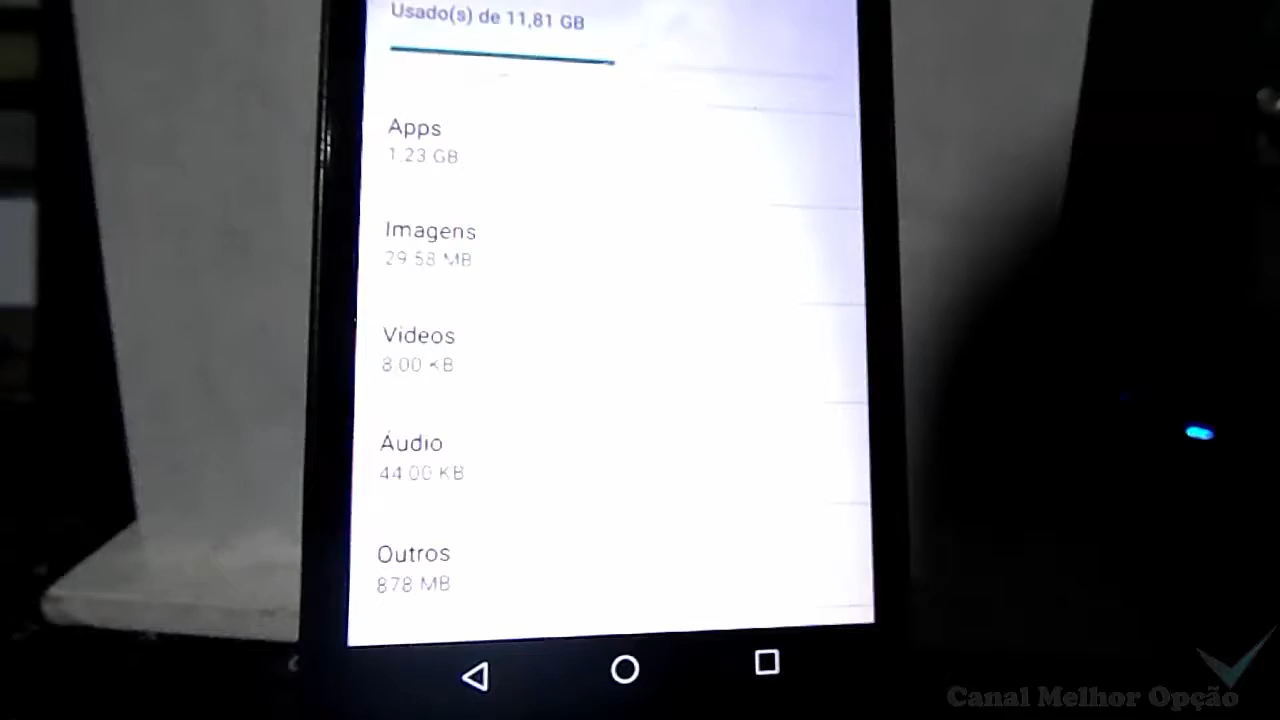 Usado(s) de 11,81 GB
Apps
1.23 GB
Imagens
29.58 MB
Vídeos
8.00 KB
Áudio
44.00 KB
Outros
878 MB
Canal Melhor Opção